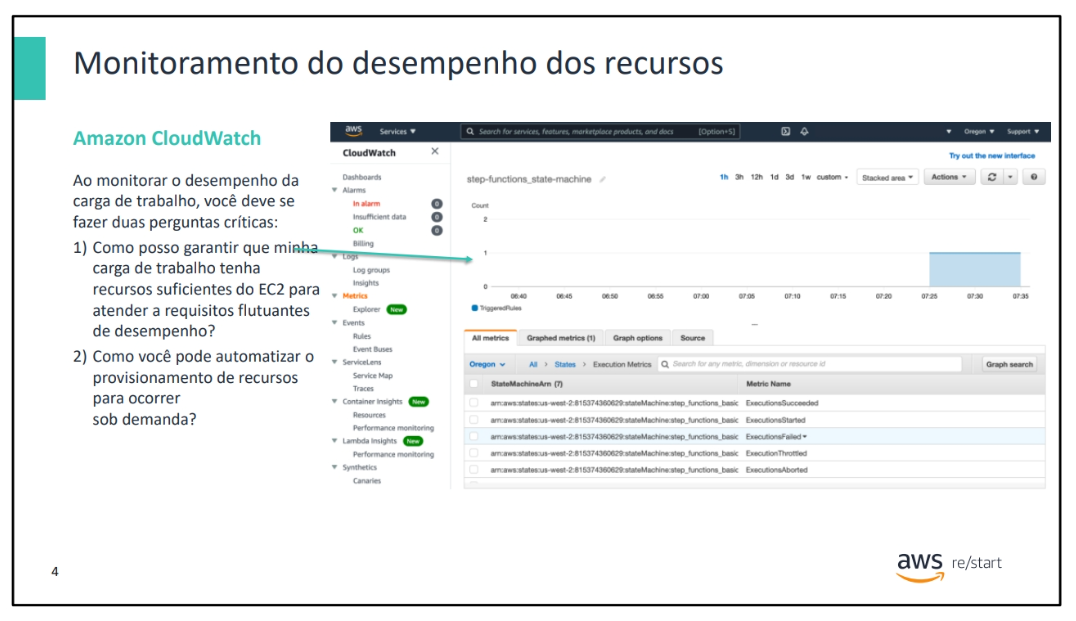 Monitoramento do desempenho dos recursos
Amazon CloudWatch
Ao monitorar o desempenho da
carga de trabalho, você deve se
fazer duas perguntas críticas:
1) Como posso garantir que minha
carga de trabalho tenha
recursos suficientes do EC2 para
atender a requisitos flutuantes
de desempenho?
2) Como você pode automatizar o
provisionamento de recursos
para ocorrer
sob demanda?
aws Services ▼ Search for services, features, marketplace products, and docs [Option+S] Oregon ▼ Support ▼
CloudWatch ×
Dashboards
▼ Alarms
In alarm 0
Insufficient data 0
OK 0
Billing
▼ Logs
Log groups
Insights
▼ Metrics
Explorer New
▼ Events
Rules
Event Buses
▼ ServiceLens
Service Map
Traces
▼ Container Insights New
Resources
Performance monitoring
▼ Lambda Insights New
Performance monitoring
▼ Synthetics
Canaries
Try out the new interface
step-functions_state-machine 1h 3h 12h 1d 3d 1w custom Stacked area Actions
Count
2
1
0
06:40 06:45 06:50 06:55 07:00 07:05 07:10 07:15 07:20 07:25 07:30 07:35
TriggeredRules
All metrics Graphed metrics (1) Graph options Source
Oregon All > States > Execution Metrics Search for any metric, dimension or resource id Graph search
StateMachineArn (7) Metric Name
arn:aws:states:us-west-2:815374360629:stateMachine:step_functions_basic ExecutionsSucceeded
arn:aws:states:us-west-2:815374360629:stateMachine:step_functions_basic ExecutionsStarted
arn:aws:states:us-west-2:815374360629:stateMachine:step_functions_basic ExecutionsFailed
arn:aws:states:us-west-2:815374360629:stateMachine:step_functions_basic ExecutionThrottled
arn:aws:states:us-west-2:815374360629:stateMachine:step_functions_basic ExecutionsAborted
4
aws re/start